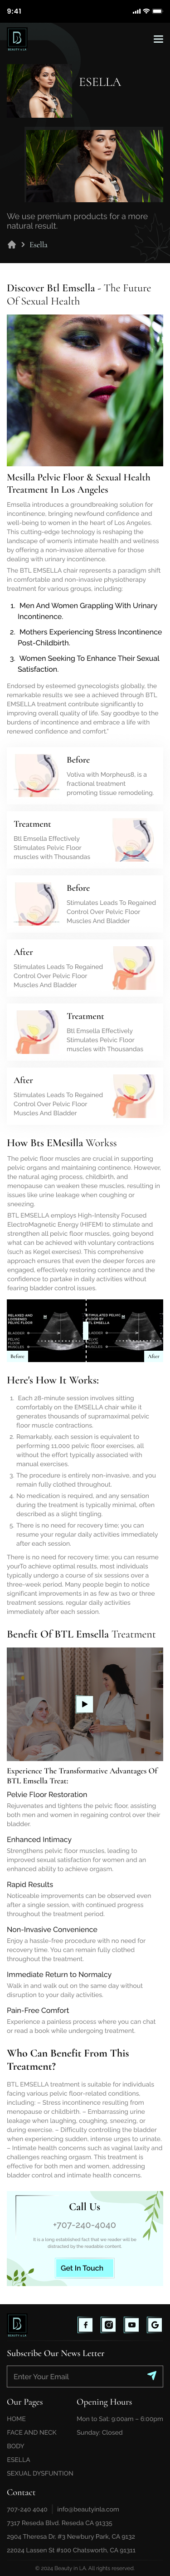 9:41
BEAUTY-LLA
ESELLA
We use premium products for a more
natural result.
Esella
Discover Btl Emsella - The Future
Of Sexual Health
Mesilla Pelvic Floor & Sexual Health
Treatment In Los Angeles
Emsella introduces a groundbreaking solution for
incontinence, bringing newfound confidence and
well-being to women in the heart of Los Angeles.
This cutting-edge technology is reshaping the
landscape of women's intimate health and wellness
by offering a non-invasive alternative for those
dealing with urinary incontinence.
The BTL EMSELLA chair represents a paradigm shift
in comfortable and non-invasive physiotherapy
treatment for various groups, including:
1. Men And Women Grappling With Urinary
Incontinence.
2. Mothers Experiencing Stress Incontinence
Post-Childbirth.
3. Women Seeking To Enhance Their Sexual
Satisfaction.
Endorsed by esteemed gynecologists globally, the
remarkable results we see a achieved through BTL
EMSELLA treatment contribute significantly to
improving overall quality of life. Say goodbye to the
burdens of incontinence and embrace a life with
renewed confidence and comfort."
Before
Votiva with Morpheus8, is a
fractional treatment
promoting tissue remodeling.
Treatment
Btl Emsella Effectively
Stimulates Pelvic Floor
muscles with Thousandas
Before
Stimulates Leads To Regained
Control Over Pelvic Floor
Muscles And Bladder
After
Stimulates Leads To Regained
Control Over Pelvic Floor
Muscles And Bladder
Treatment
Btl Emsella Effectively
Stimulates Pelvic Floor
muscles with Thousandas
After
Stimulates Leads To Regained
Control Over Pelvic Floor
Muscles And Bladder
How Bts EMesilla Workss
The pelvic floor muscles are crucial in supporting
pelvic organs and maintaining continence. However,
the natural aging process, childbirth, and
menopause can weaken these muscles, resulting in
issues like urine leakage when coughing or
sneezing.
BTL EMSELLA employs High-Intensity Focused
ElectroMagnetic Energy (HIFEM) to stimulate and
strengthen all pelvic floor muscles, going beyond
what can be achieved with voluntary contractions
(such as Kegel exercises). This comprehensive
approach ensures that even the deeper forces are
engaged, effectively restoring continence and the
confidence to partake in daily activities without
fearing bladder control issues.
RELAXED AND
LOOSENED
PELVIC FLOOR
BLADDER
PELVIC
FLOOR
MUSCLES
STIMULATED PELVIC
FLOOR BY
EMSELLA
BLADDER
PELVIC
FLOOR
MUSCLES
Before
After
Here's How It Works:
1. Each 28-minute session involves sitting
comfortably on the EMSELLA chair while it
generates thousands of supramaximal pelvic
floor muscle contractions.
2. Remarkably, each session is equivalent to
performing 11,000 pelvic floor exercises, all
without the effort typically associated with
manual exercises.
3. The procedure is entirely non-invasive, and you
remain fully clothed throughout.
4. No medication is required, and any sensation
during the treatment is typically minimal, often
described as a slight tingling.
5. There is no need for recovery time; you can
resume your regular daily activities immediately
after each session.
There is no need for recovery time; you can resume
yourTo achieve optimal results, most individuals
typically undergo a course of six sessions over a
three-week period. Many people begin to notice
significant improvements in as few as two or three
treatment sessions, regular daily activities
immediately after each session.
Benefit Of BTL Emsella Treatment
Experience The Transformative Advantages Of
BTL Emsella Treat:
Pelvie Floor Restoration
Rejuvenates and tightens the pelvic floor, assisting
both men and women in regaining control over their
bladder.
Enhanced Intimacy
Strengthens pelvic floor muscles, leading to
improved sexual satisfaction for women and an
enhanced ability to achieve orgasm.
Rapid Results
Noticeable improvements can be observed even
after a single session, with continued progress
throughout the treatment period.
Non-Invasive Convenience
Enjoy a hassle-free procedure with no need for
recovery time. You can remain fully clothed
throughout the treatment.
Immediate Return to Normalcy
Walk in and walk out on the same day without
disruption to your daily activities.
Pain-Free Comfort
Experience a painless process where you can chat
or read a book while undergoing treatment.
Who Can Benefit From This
Treatment?
BTL EMSELLA treatment is suitable for individuals
facing various pelvic floor-related conditions,
including: – Stress incontinence resulting from
menopause or childbirth. – Embarrassing urine
leakage when laughing, coughing, sneezing, or
during exercise. – Difficulty controlling the bladder
when experiencing sudden, intense urges to urinate.
– Intimate health concerns such as vaginal laxity and
challenges reaching orgasm. This treatment is
effective for both men and women, addressing
bladder control and intimate health concerns.
Call Us
+707-240-4040
It is a long established fact that we reader will be
distracted by the readable content.
Get In Touch
BEAUTY-LLA
Subscribe Our News Letter
Enter Your Email
Our Pages
Opening Hours
HOME
Mon to Sat: 9:00am – 6:00pm
FACE AND NECK
Sunday: Closed
BODY
ESELLA
SEXUAL DYSFUNTION
Contact
707-240 4040
info@beautyinla.com
7317 Reseda Blvd, Reseda CA 91335
2904 Theresa Dr, #3 Newbury Park, CA 9132
22024 Lassen St #100 Chatsworth, CA 91311
© 2024 Beauty in LA. All rights reserved.